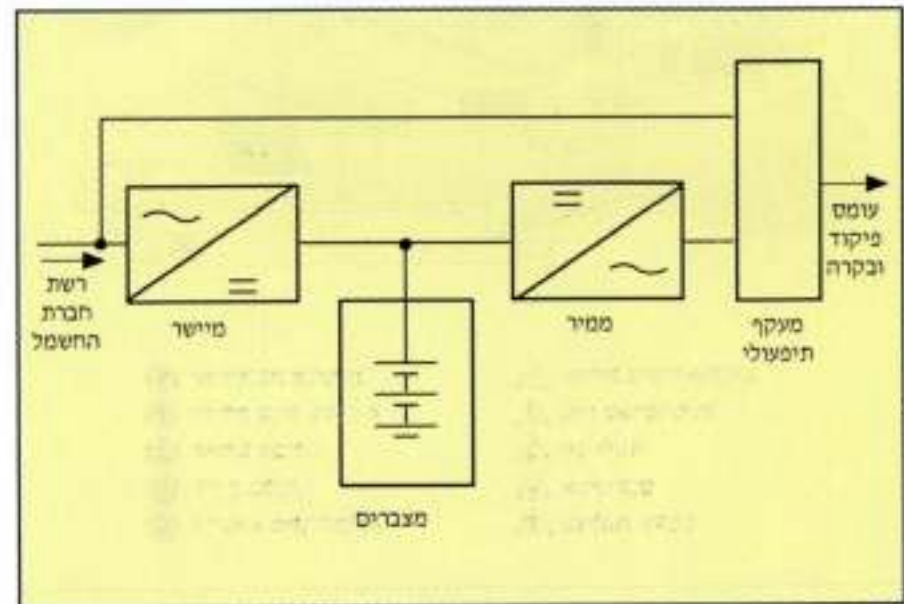 עומס
פיקוד
ובקרה
רשת
חברת
החשמל
מיישר
ממיר
מעקף
תיפעולי
מצברים